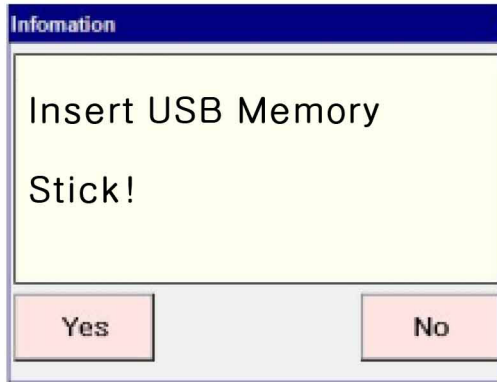 Infomation
Insert USB Memory
Stick!
Yes
No